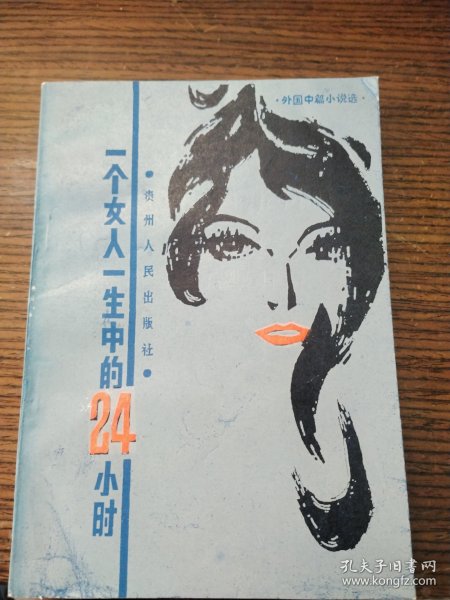 ·外国中篇小说选·
一个女人一生中的24小时
●贵州人民出版社●
孔夫子旧书网
www.kongfz.com